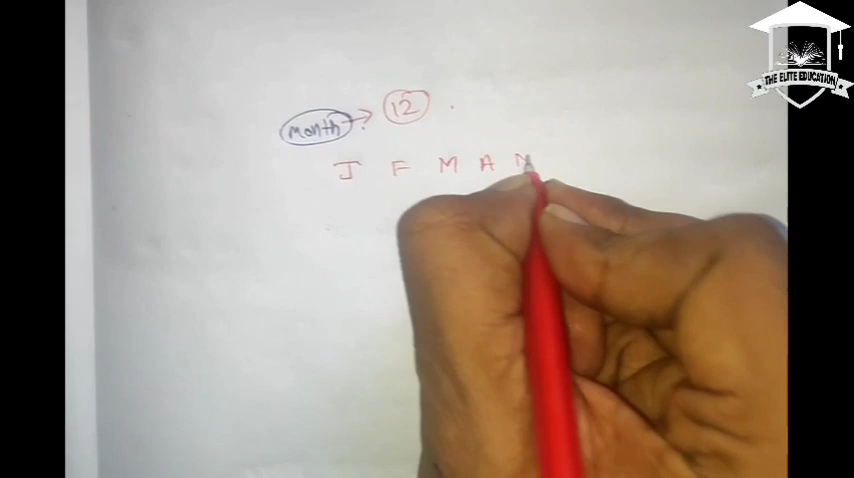 month → 12
J F M A M
THE ELITE EDUCATION